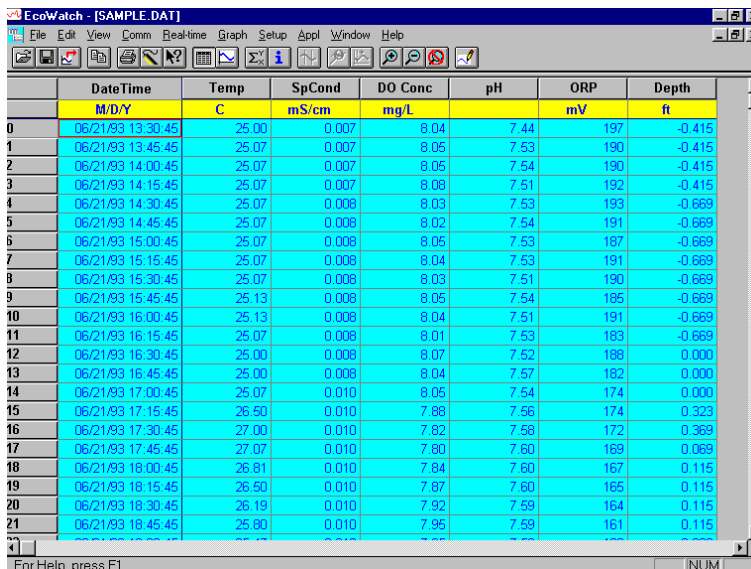 EcoWatch - [SAMPLE.DAT]
File Edit View Comm Real-time Graph Setup Appl Window Help
DateTime Temp SpCond DO Conc pH ORP Depth
M/D/Y C mS/cm mg/L mV ft
0 06/21/93 13:30:45 25.00 0.007 8.04 7.44 197 -0.415
1 06/21/93 13:45:45 25.07 0.007 8.05 7.53 190 -0.415
2 06/21/93 14:00:45 25.07 0.007 8.05 7.54 190 -0.415
3 06/21/93 14:15:45 25.07 0.007 8.08 7.51 192 -0.415
4 06/21/93 14:30:45 25.07 0.008 8.03 7.53 193 -0.669
5 06/21/93 14:45:45 25.07 0.008 8.02 7.54 191 -0.669
6 06/21/93 15:00:45 25.07 0.008 8.05 7.53 187 -0.669
7 06/21/93 15:15:45 25.07 0.008 8.04 7.53 191 -0.669
8 06/21/93 15:30:45 25.07 0.008 8.03 7.51 190 -0.669
9 06/21/93 15:45:45 25.13 0.008 8.05 7.54 185 -0.669
10 06/21/93 16:00:45 25.13 0.008 8.04 7.51 191 -0.669
11 06/21/93 16:15:45 25.07 0.008 8.01 7.53 183 -0.669
12 06/21/93 16:30:45 25.00 0.008 8.07 7.52 188 0.000
13 06/21/93 16:45:45 25.00 0.008 8.04 7.57 182 0.000
14 06/21/93 17:00:45 25.07 0.010 8.05 7.54 174 0.000
15 06/21/93 17:15:45 26.50 0.010 7.88 7.56 174 0.323
16 06/21/93 17:30:45 27.00 0.010 7.82 7.58 172 0.369
17 06/21/93 17:45:45 27.07 0.010 7.80 7.60 169 0.069
18 06/21/93 18:00:45 26.81 0.010 7.84 7.60 167 0.115
19 06/21/93 18:15:45 26.50 0.010 7.87 7.60 165 0.115
20 06/21/93 18:30:45 26.19 0.010 7.92 7.59 164 0.115
21 06/21/93 18:45:45 25.80 0.010 7.95 7.59 161 0.115
For Help, press F1 NUM